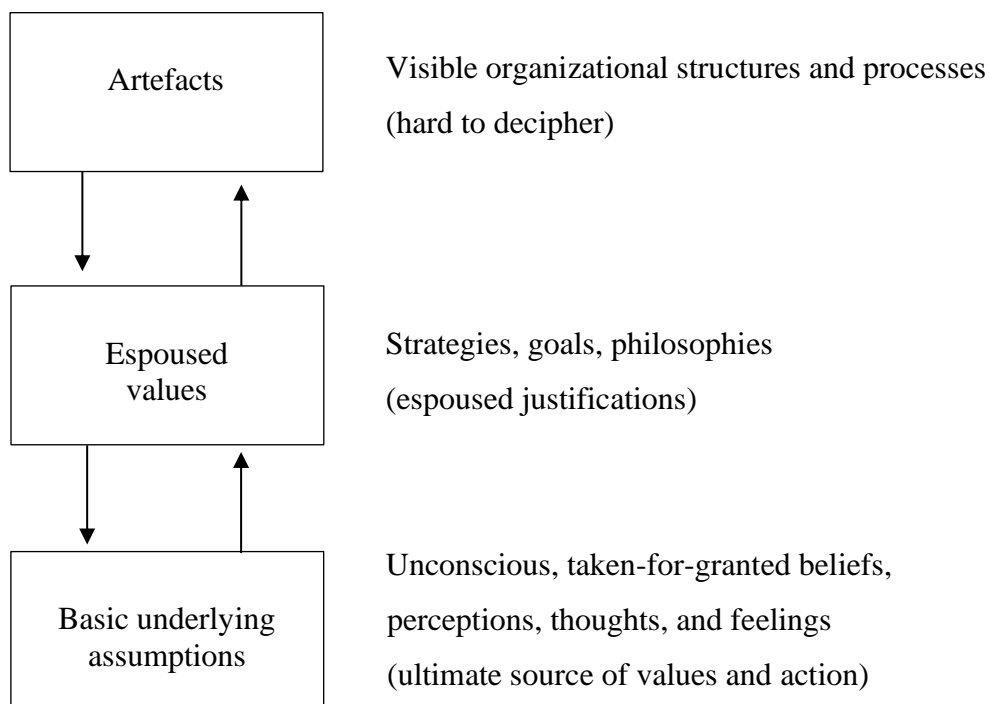 Artefacts
Visible organizational structures and processes
(hard to decipher)
Espoused
values
Strategies, goals, philosophies
(espoused justifications)
Basic underlying
assumptions
Unconscious, taken-for-granted beliefs,
perceptions, thoughts, and feelings
(ultimate source of values and action)